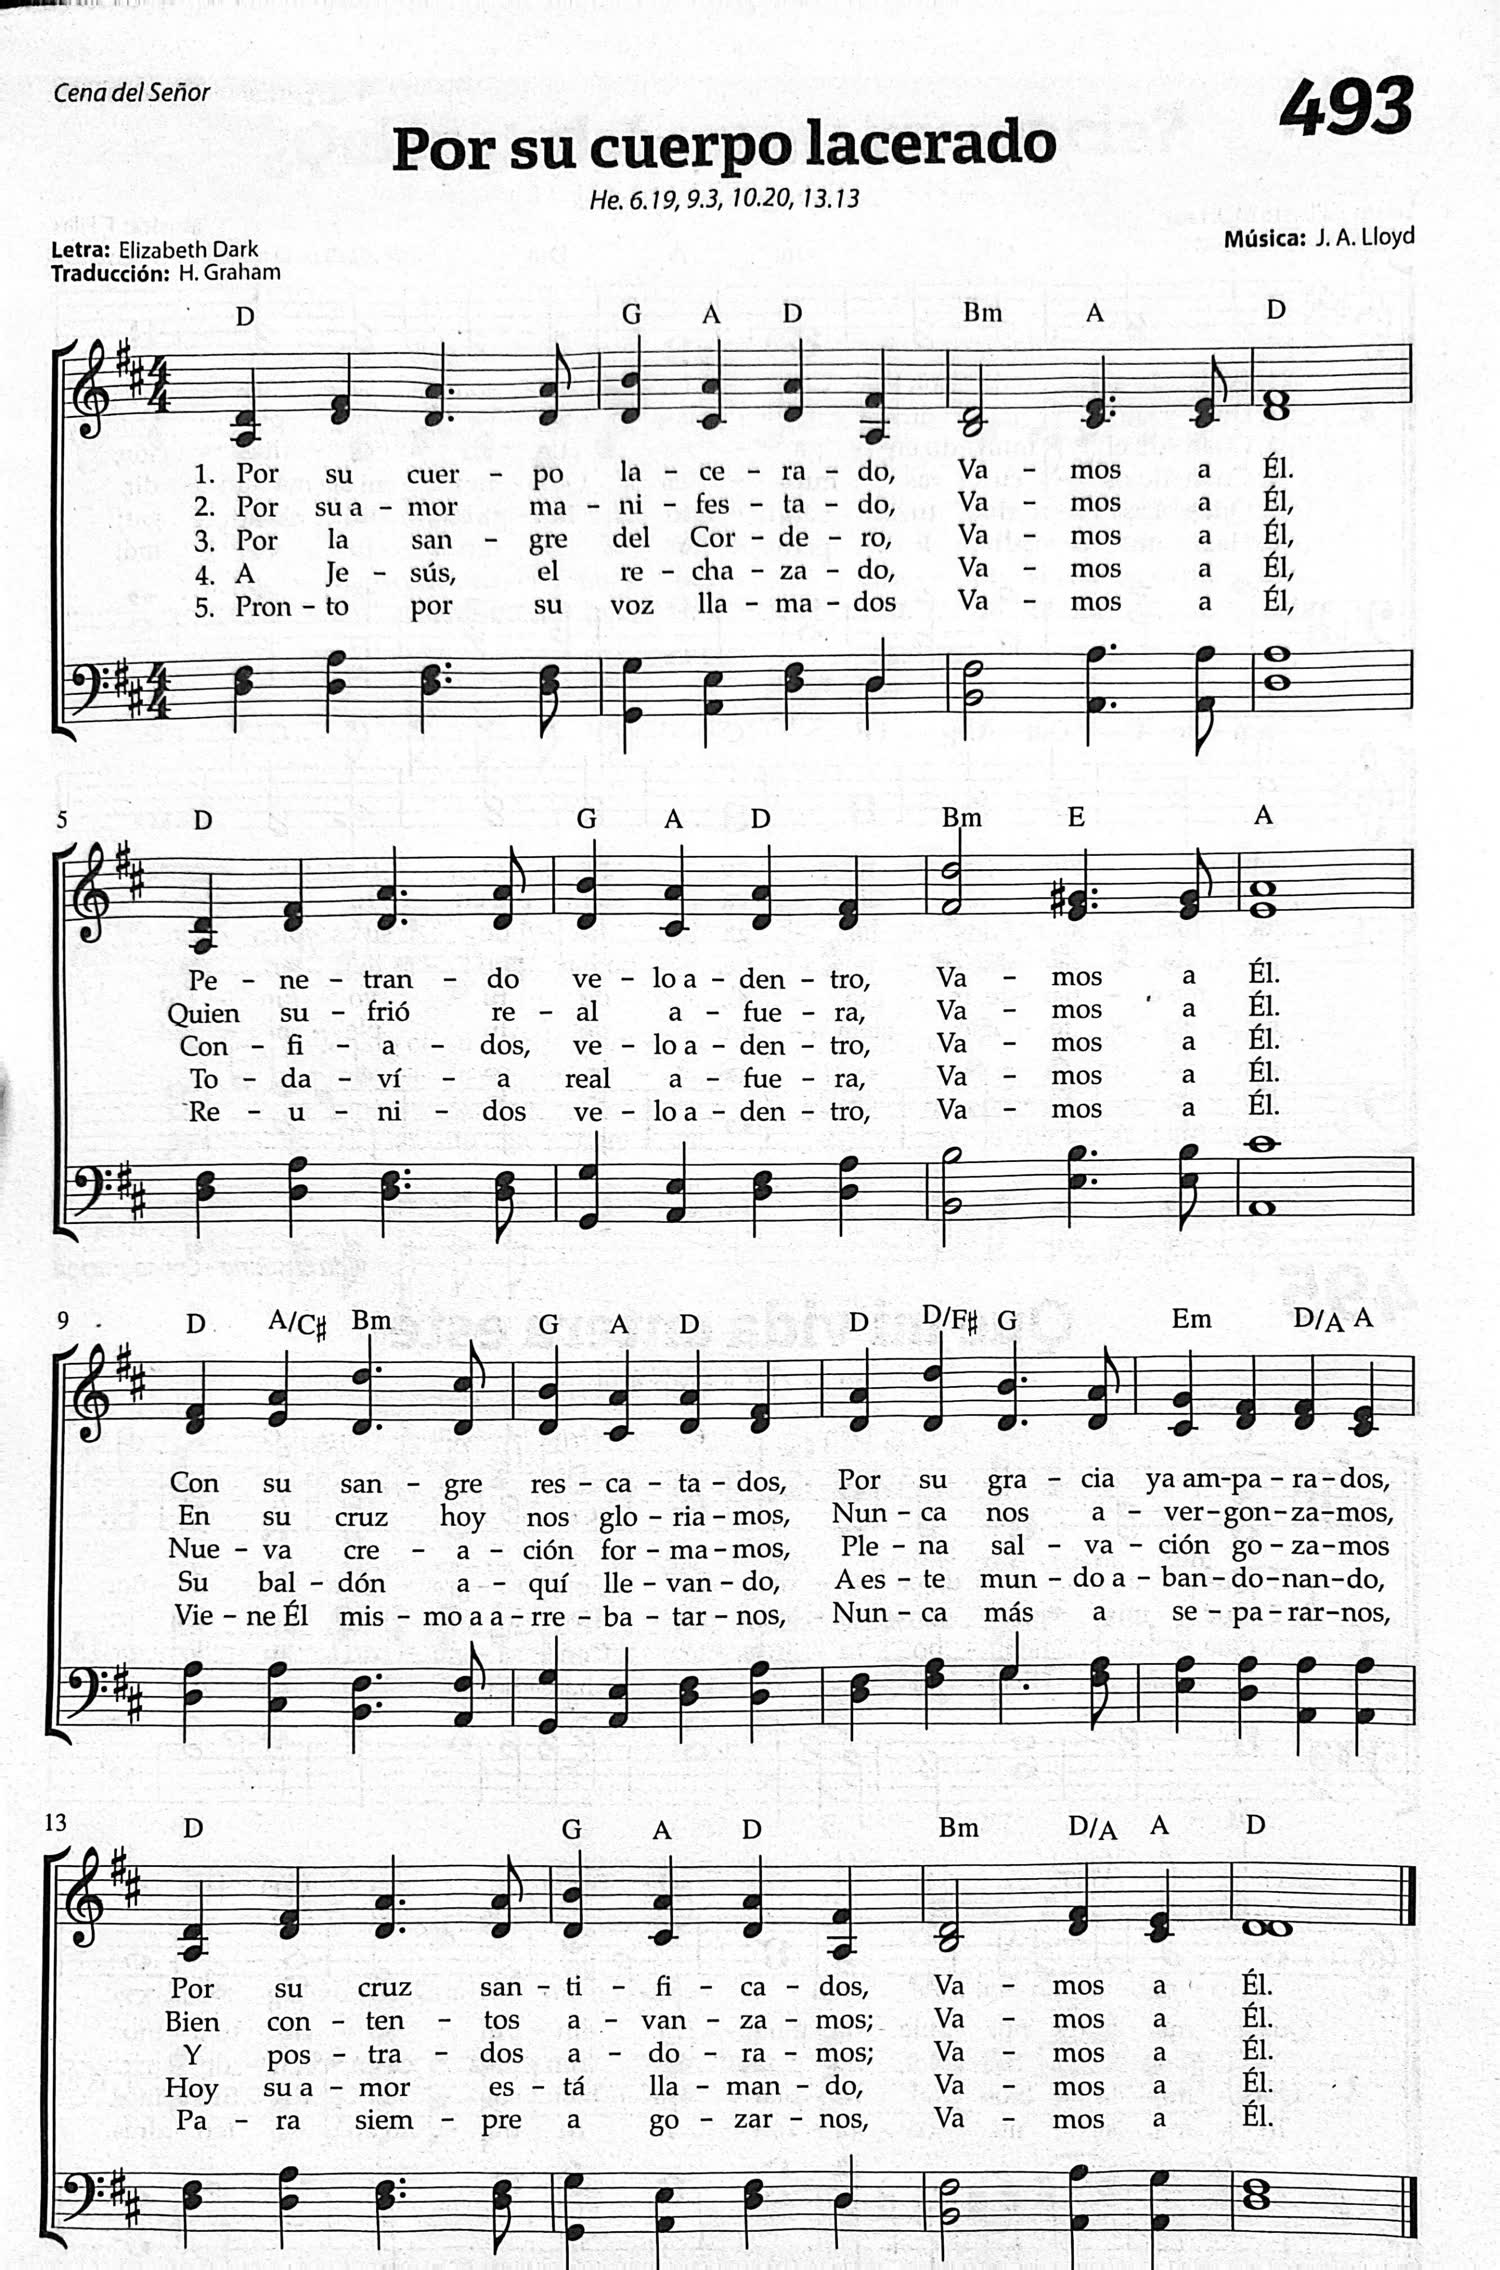 Cena del Señor
493
Por su cuerpo lacerado
He. 6.19, 9.3, 10.20, 13.13
Letra: Elizabeth Dark
Música: J. A. Lloyd
Traducción: H. Graham
D G A D Bm A D
4 4
1. Por su cuer - po la - ce - ra - do, Va - mos a Él.
2. Por su a - mor ma - ni - fes - ta - do, Va - mos a Él,
3. Por la san - gre del Cor - de - ro, Va - mos a Él,
4. A Je - sús, el re - cha - za - do, Va - mos a Él,
5. Pron - to por su voz lla - ma - dos Va - mos a Él,
4 4
5 D G A D Bm E A
Pe - ne - tran - do ve - lo a - den - tro, Va - mos a Él.
Quien su - frió re - al a - fue - ra, Va - mos a Él.
Con - fi - a - dos, ve - lo a - den - tro, Va - mos a Él.
To - da - ví - a real a - fue - ra, Va - mos a Él.
Re - u - ni - dos ve - lo a - den - tro, Va - mos a Él.
9 D A/C# Bm G A D D D/F# G Em D/A A
Con su san - gre res - ca - ta - dos, Por su gra - cia ya am - pa - ra - dos,
En su cruz hoy nos glo - ria - mos, Nun - ca nos a - ver - gon - za - mos,
Nue - va cre - a - ción for - ma - mos, Ple - na sal - va - ción go - za - mos
Su bal - dón a - quí lle - van - do, A es - te mun - do a - ban - do - nan - do,
Vie - ne Él mis - mo a a - rre - ba - tar - nos, Nun - ca más a se - pa - rar - nos,
13 D G A D Bm D/A A D
Por su cruz san - ti - fi - ca - dos, Va - mos a Él.
Bien con - ten - tos a - van - za - mos; Va - mos a Él.
Y pos - tra - dos a - do - ra - mos; Va - mos a Él.
Hoy su a - mor es - tá lla - man - do, Va - mos a Él.
Pa - ra siem - pre a go - zar - nos, Va - mos a Él.